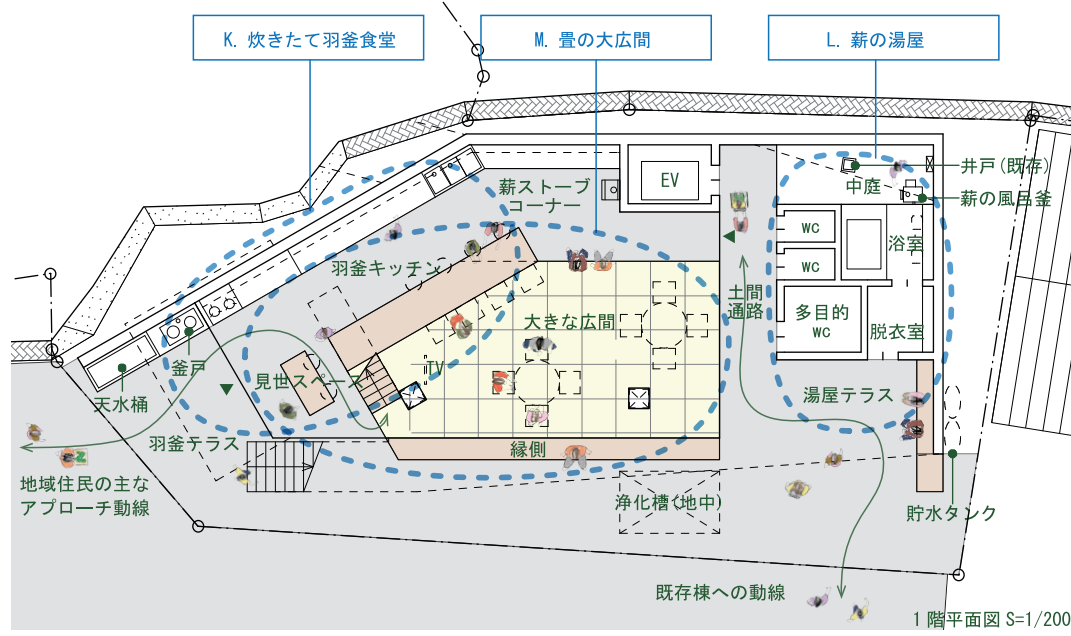 K. 炊きたて羽釜食堂
M. 畳の大広間
L. 薪の湯屋
薪ストーブ
コーナー
EV
中庭
井戸(既存)
薪の風呂釜
WC
浴室
WC
羽釜キッチン
土間
通路
多目的
WC
脱衣室
大きな広間
釜戸
見世スペース
TV
天水桶
湯屋テラス
羽釜テラス
縁側
地域住民の主な
アプローチ動線
浄化槽(地中)
貯水タンク
既存棟への動線
1階平面図 S=1/200